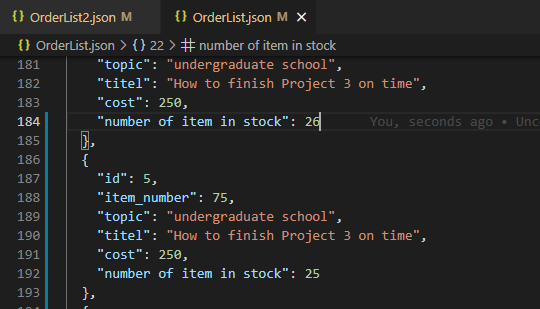 {} OrderList2.json M
{} OrderList.json M ×
{} OrderList.json > {} 22 > # number of item in stock
181 "topic": "undergraduate school",
182 "titel": "How to finish Project 3 on time",
183 "cost": 250,
184 "number of item in stock": 26 You, seconds ago • Unc
185 },
186 {
187 "id": 5,
188 "item_number": 75,
189 "topic": "undergraduate school",
190 "titel": "How to finish Project 3 on time",
191 "cost": 250,
192 "number of item in stock": 25
193 },